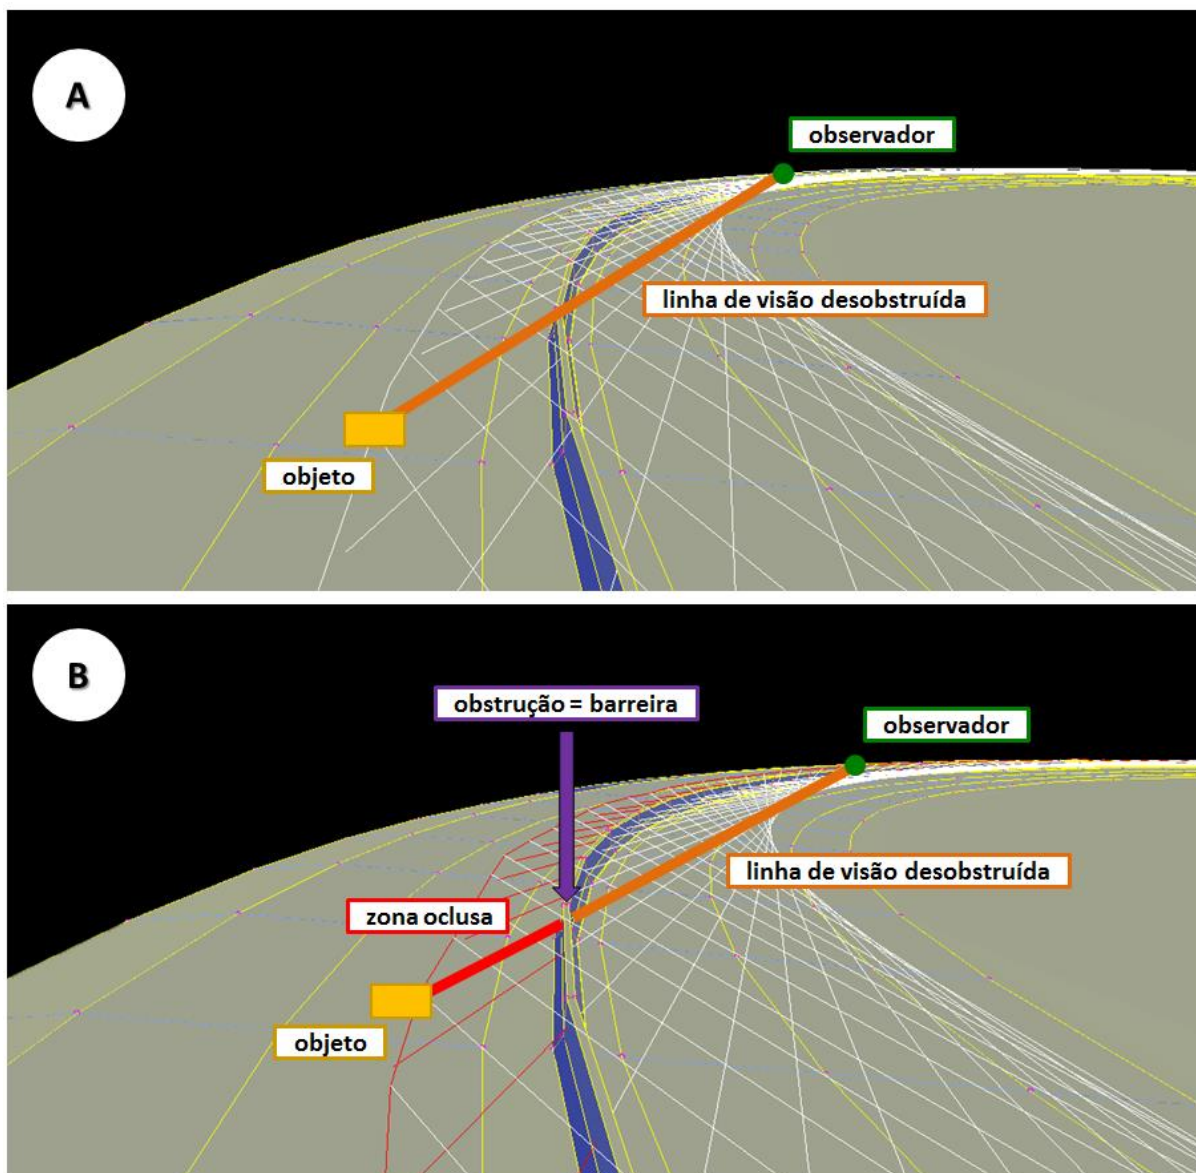 A
observador
linha de visão desobstruída
objeto
B
obstrução = barreira
observador
linha de visão desobstruída
zona oclusa
objeto